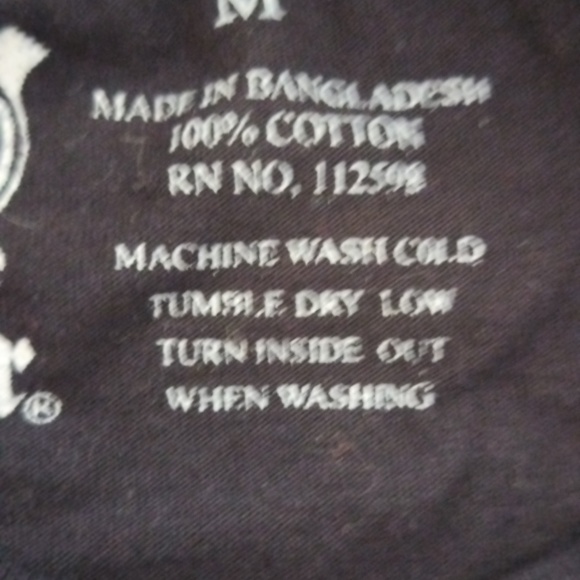 M
MADE IN BANGLADESH
100% COTTON
RN NO. 112598
MACHINE WASH COLD
TUMBLE DRY LOW
TURN INSIDE OUT
WHEN WASHING
®